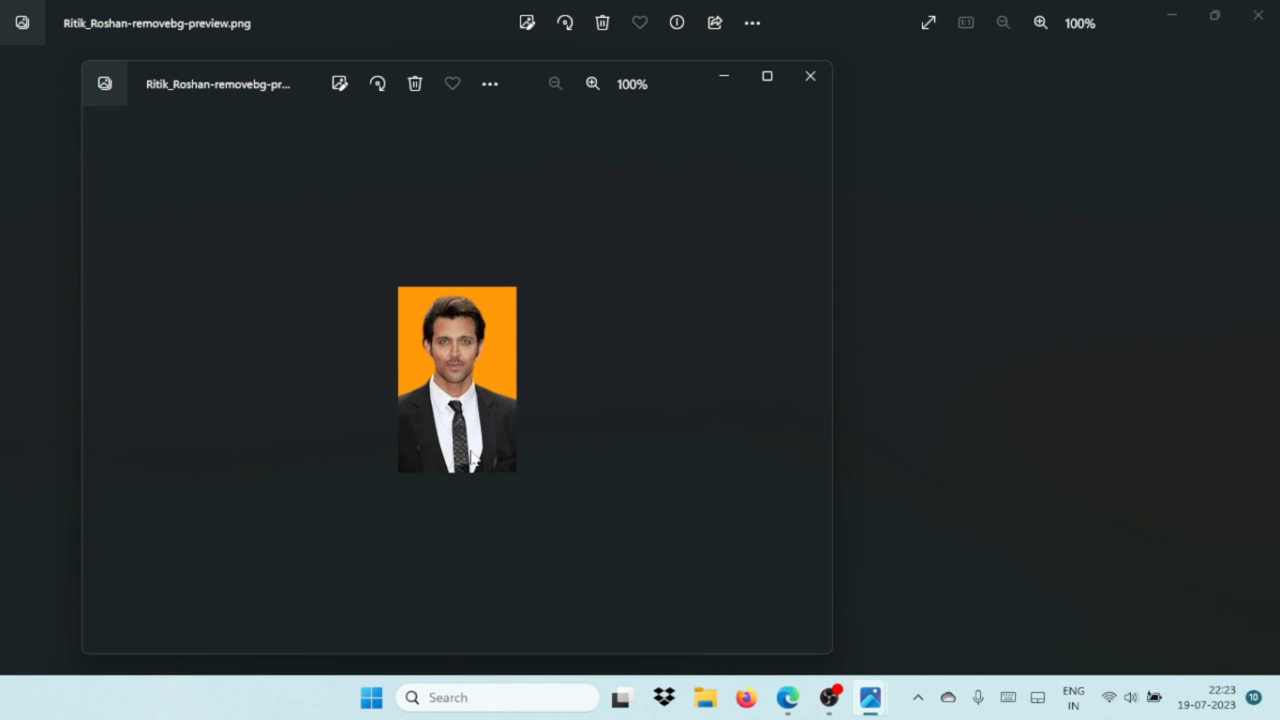 Ritik_Roshan-removebg-preview.png
100%
Ritik_Roshan-removebg-pr...
100%
Search
ENG
IN
22:23
19-07-2023
10